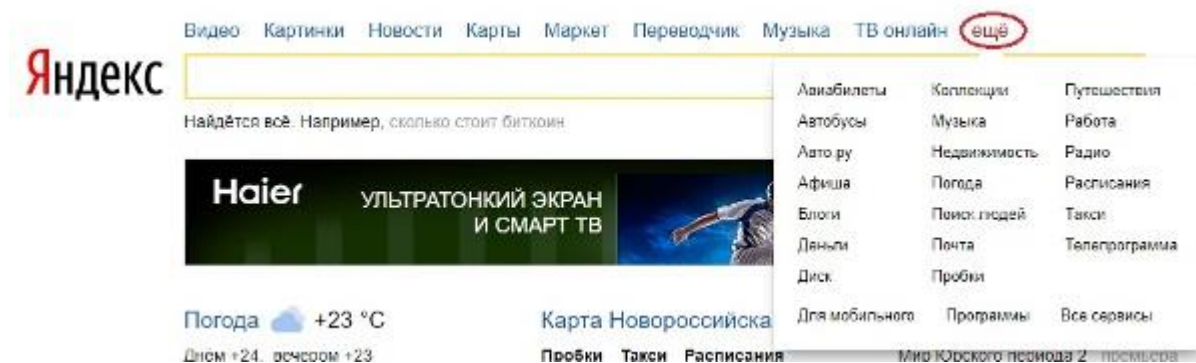 Видео Картинки Новости Карты Маркет Переводчик Музыка ТВ онлайн ещё
Яндекс
Найдётся всё. Например, сколько стоит биткоин
Авиабилеты Коллекции Путешествия
Автобусы Музыка Работа
Авто.ру Недвижимость Радио
Афиша Погода Расписания
Блоги Поиск людей Такси
Деньги Почта Телепрограмма
Диск Пробки
Для мобильного Программы Все сервисы
Haier УЛЬТРАТОНКИЙ ЭКРАН
И СМАРТ ТВ
Погода +23 °C Карта Новороссийска
Днём +24, вечером +23 Пробки Такси Расписания Мир Юрского периода 2 премьера